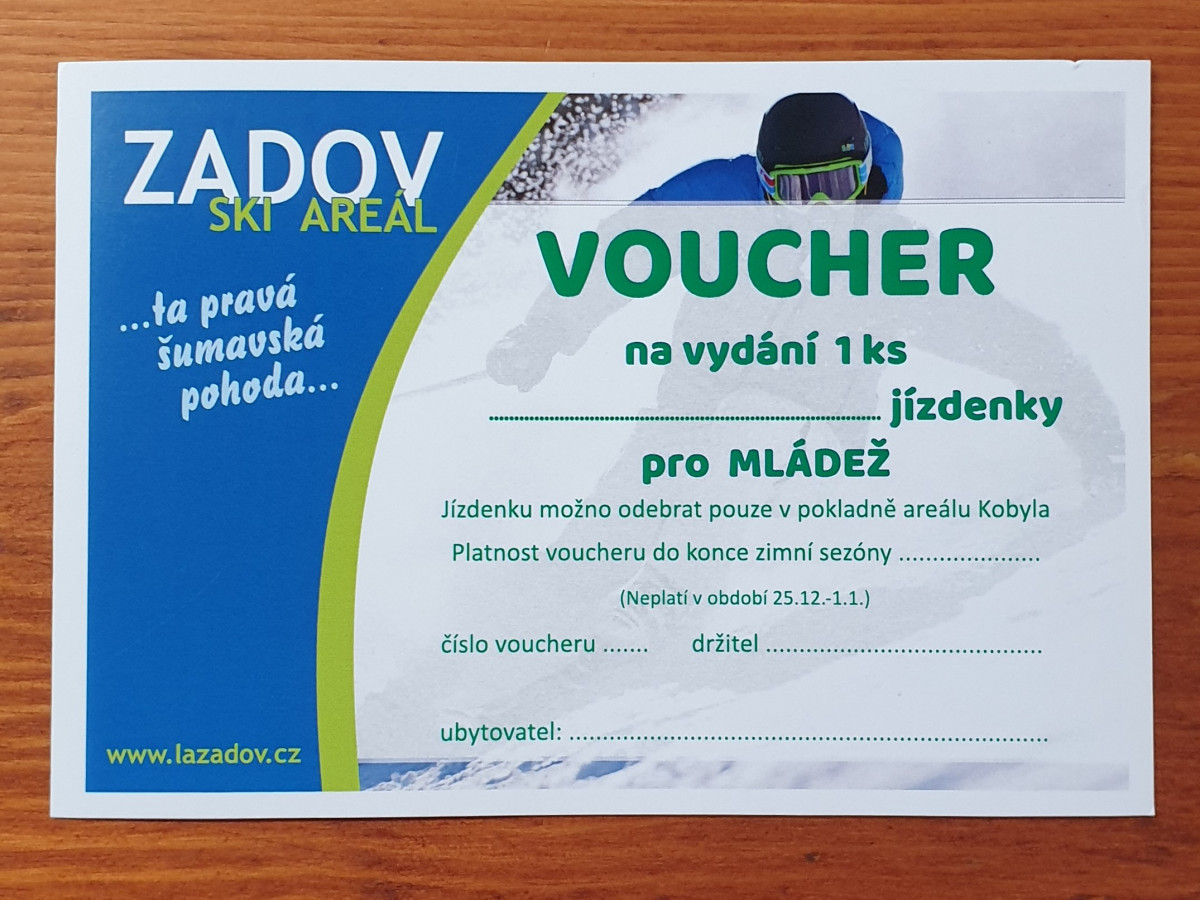 ZADOV
SKI AREÁL
...ta pravá
šumavská
pohoda...
www.lazadov.cz
VOUCHER
na vydání 1 ks
................................................................. jízdenky
pro MLÁDEŽ
Jízdenku možno odebrat pouze v pokladně areálu Kobyla
Platnost voucheru do konce zimní sezóny .....................
(Neplatí v období 25.12.-1.1.)
číslo voucheru ....... držitel .........................................
ubytovatel: .......................................................................